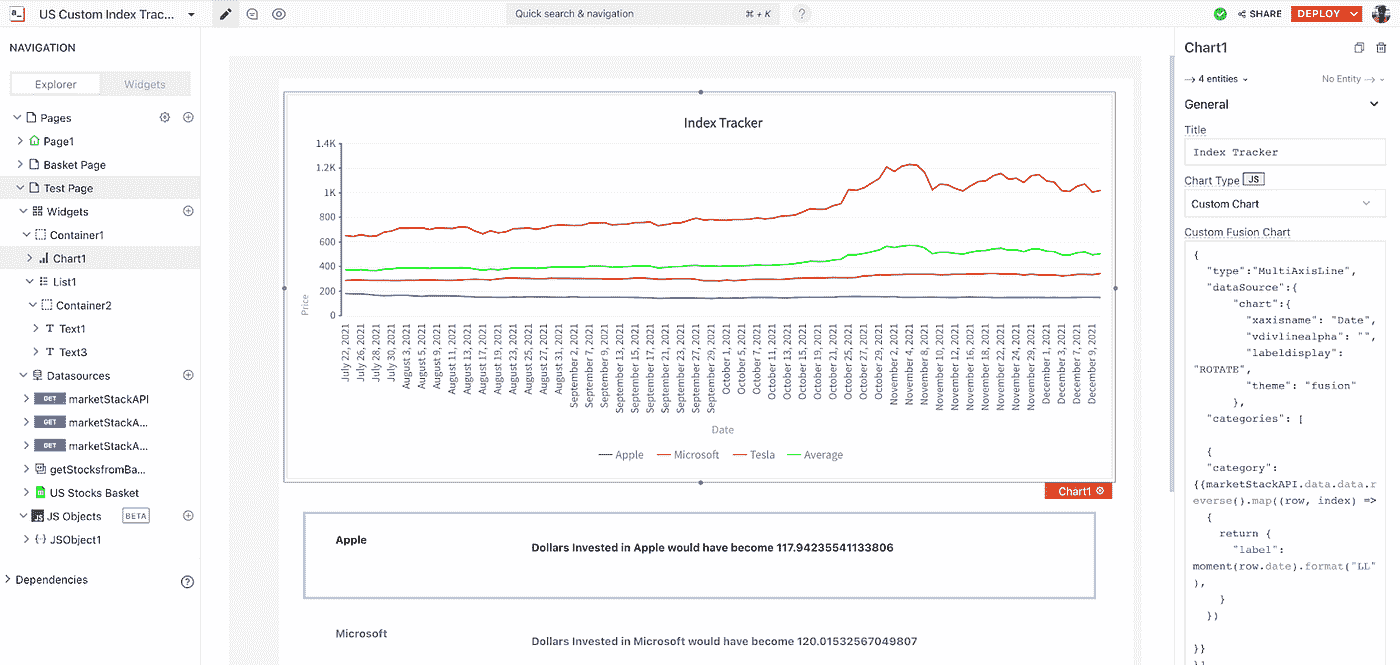 a_
US Custom Index Trac...
Quick search & navigation
⌘ + K
?
SHARE
DEPLOY
NAVIGATION
Explorer
Widgets
Pages
Page1
Basket Page
Test Page
Widgets
Container1
Chart1
List1
Container2
T Text1
T Text3
Datasources
GET marketStackAPI
GET marketStackA...
GET marketStackA...
getStocksfromBa...
US Stocks Basket
JS JS Objects BETA
JSObject1
Dependencies
?
Index Tracker
1.4K
1.2K
1K
800
600
400
200
0
Price
July 22, 2021
July 26, 2021
July 28, 2021
July 30, 2021
August 3, 2021
August 5, 2021
August 9, 2021
August 11, 2021
August 13, 2021
August 17, 2021
August 19, 2021
August 23, 2021
August 25, 2021
August 27, 2021
August 31, 2021
September 2, 2021
September 7, 2021
September 9, 2021
September 13, 2021
September 15, 2021
September 17, 2021
September 21, 2021
September 23, 2021
September 27, 2021
September 29, 2021
October 1, 2021
October 5, 2021
October 7, 2021
October 11, 2021
October 13, 2021
October 15, 2021
October 19, 2021
October 21, 2021
October 25, 2021
October 27, 2021
October 29, 2021
November 2, 2021
November 4, 2021
November 8, 2021
November 10, 2021
November 12, 2021
November 16, 2021
November 18, 2021
November 22, 2021
November 24, 2021
November 29, 2021
December 1, 2021
December 3, 2021
December 7, 2021
December 9, 2021
Date
Apple Microsoft Tesla Average
Chart1
Apple
Dollars Invested in Apple would have become 117.94235541133806
Microsoft
Dollars Invested in Microsoft would have become 120.01532567049807
Chart1
4 entities
No Entity
General
Title
Index Tracker
Chart Type JS
Custom Chart
Custom Fusion Chart
{
"type":"MultiAxisLine",
"dataSource":{
"chart":{
"xaxisname": "Date",
"vdivlinealpha": "",
"labeldisplay":
"ROTATE",
"theme": "fusion"
},
"categories": [
{
"category":
{{marketStackAPI.data.data.r
everse().map((row, index) =>
{
return {
"label":
moment(row.date).format("LL"
),
}
})
}}